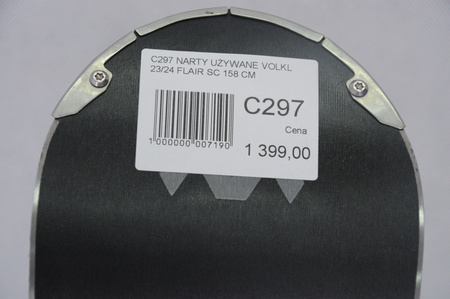 C297 NARTY UŻYWANE VOLKL
23/24 FLAIR SC 158 CM
C297
Cena
1 399,00
1 000000 007190